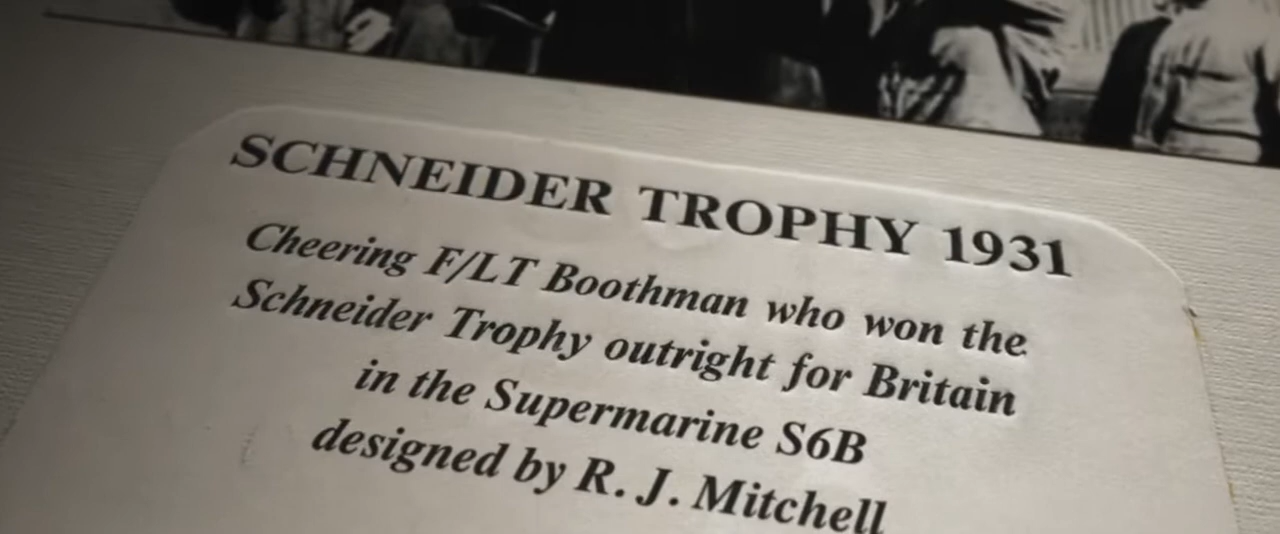 SCHNEIDER TROPHY 1931
Cheering F/LT Boothman who won the
Schneider Trophy outright for Britain
in the Supermarine S6B
designed by R. J. Mitchell